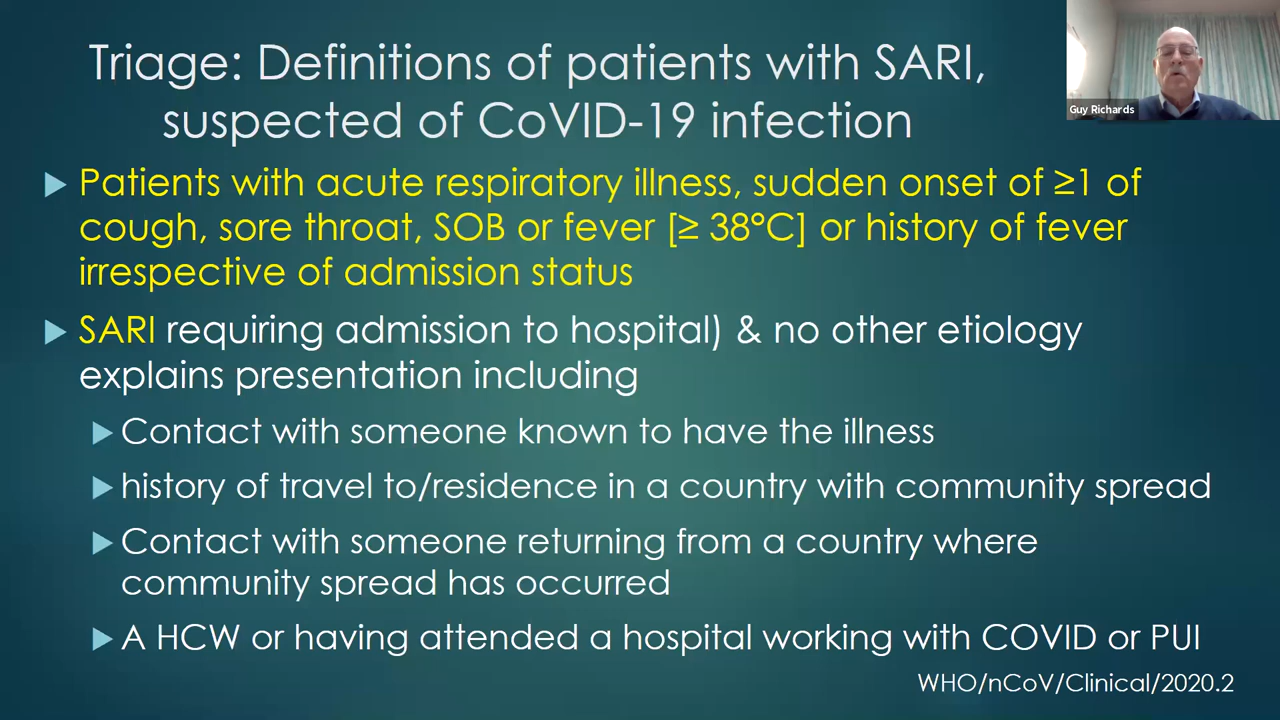 Triage: Definitions of patients with SARI,
suspected of CoVID-19 infection
Guy Richards
Patients with acute respiratory illness, sudden onset of ≥1 of
cough, sore throat, SOB or fever [≥ 38°C] or history of fever
irrespective of admission status
SARI requiring admission to hospital) & no other etiology
explains presentation including
Contact with someone known to have the illness
history of travel to/residence in a country with community spread
Contact with someone returning from a country where
community spread has occurred
A HCW or having attended a hospital working with COVID or PUI
WHO/nCoV/Clinical/2020.2